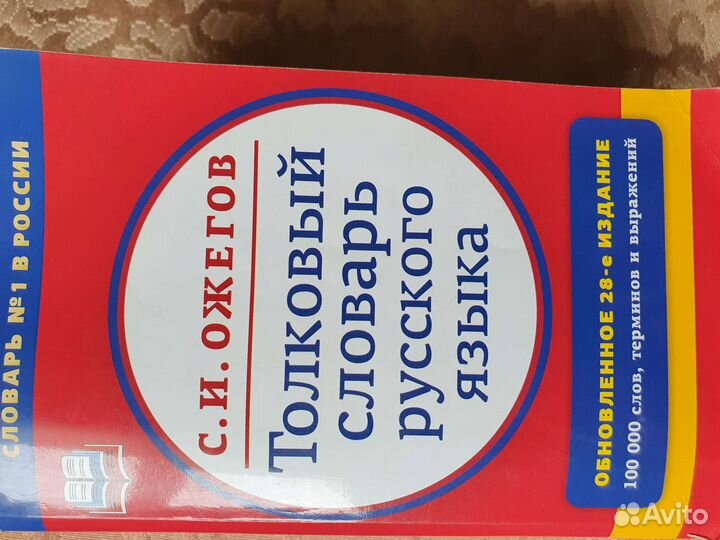 СЛОВАРЬ №1 В РОССИИ
С.И. ОЖЕГОВ
Толковый
словарь
русского
языка
ОБНОВЛЕННОЕ 28-е ИЗДАНИЕ
100 000 слов, терминов и выражений
Avito